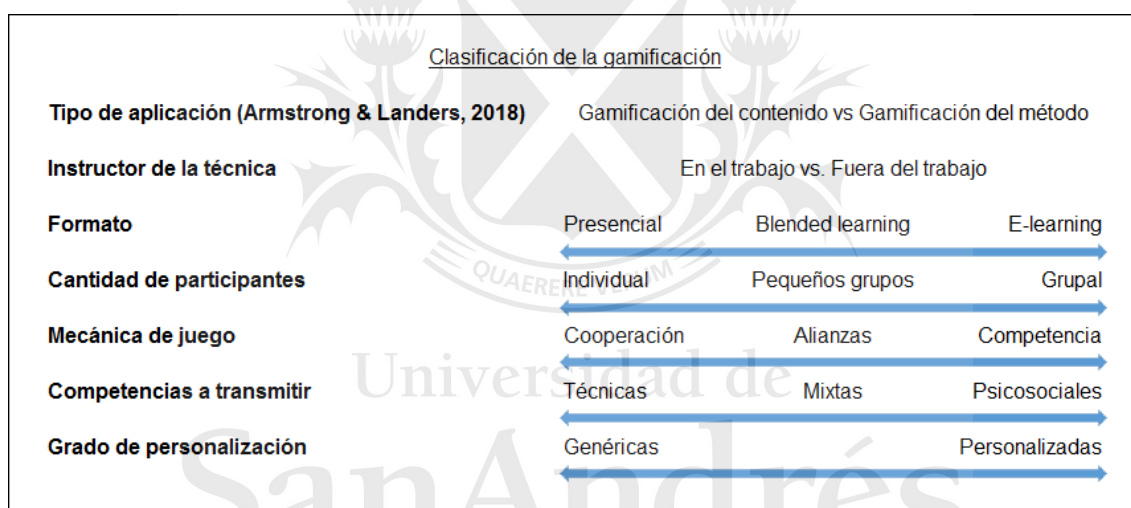 Clasificación de la gamificación
Tipo de aplicación (Armstrong & Landers, 2018) Gamificación del contenido vs Gamificación del método
Instructor de la técnica En el trabajo vs. Fuera del trabajo
Formato Presencial Blended learning E-learning
Cantidad de participantes Individual Pequeños grupos Grupal
Mecánica de juego Cooperación Alianzas Competencia
Competencias a transmitir Técnicas Mixtas Psicosociales
Grado de personalización Genéricas Personalizadas
QUAERERE VERUM
Universidad de
SanAndrés